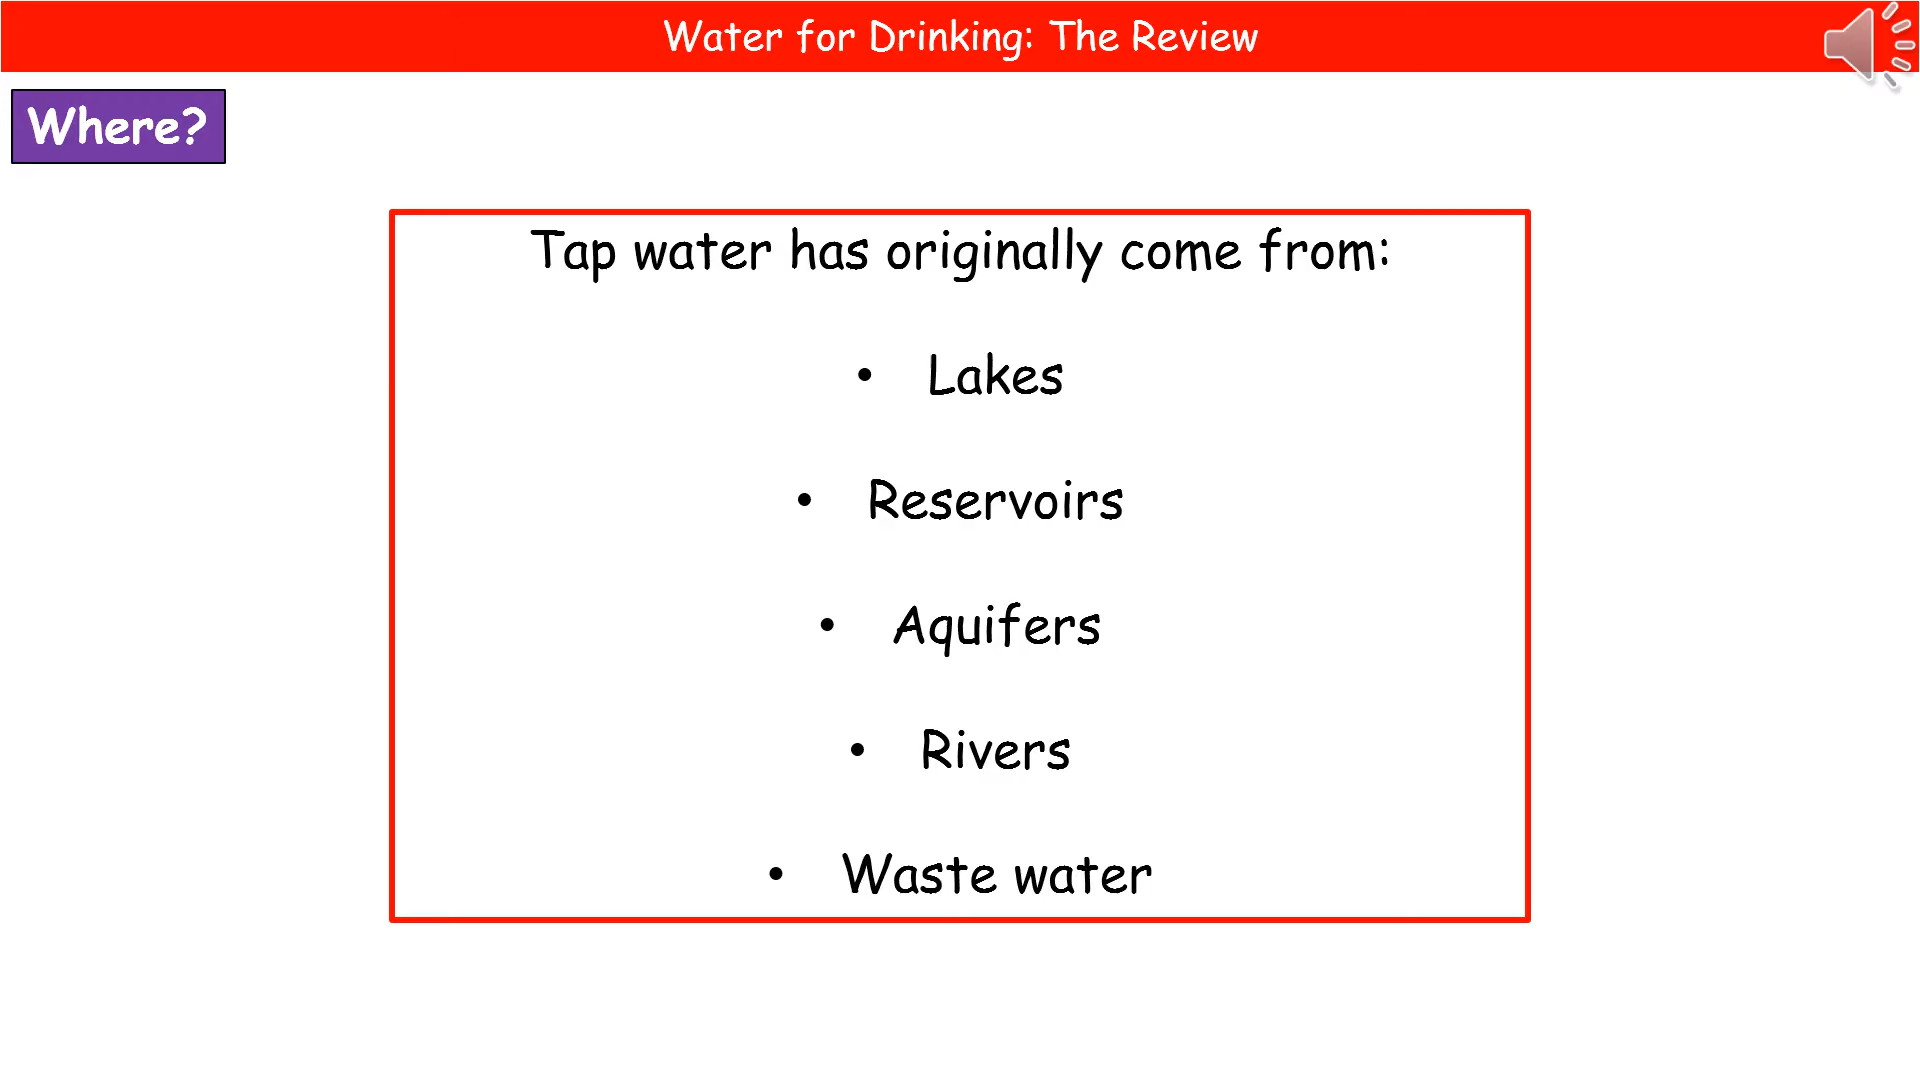 Water for Drinking: The Review
Where?
Tap water has originally come from:
• Lakes
• Reservoirs
• Aquifers
• Rivers
• Waste water